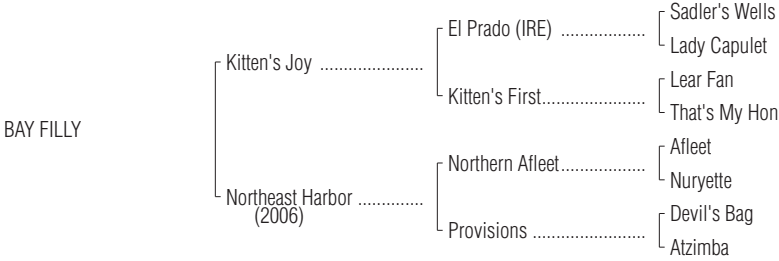 Sadler's Wells
El Prado (IRE) ...................
Lady Capulet
Kitten's Joy ......................
Lear Fan
Kitten's First......................
That's My Hon
BAY FILLY
Afleet
Northern Afleet..................
Nuryette
Northeast Harbor ..............
(2006)
Devil's Bag
Provisions ........................
Atzimba